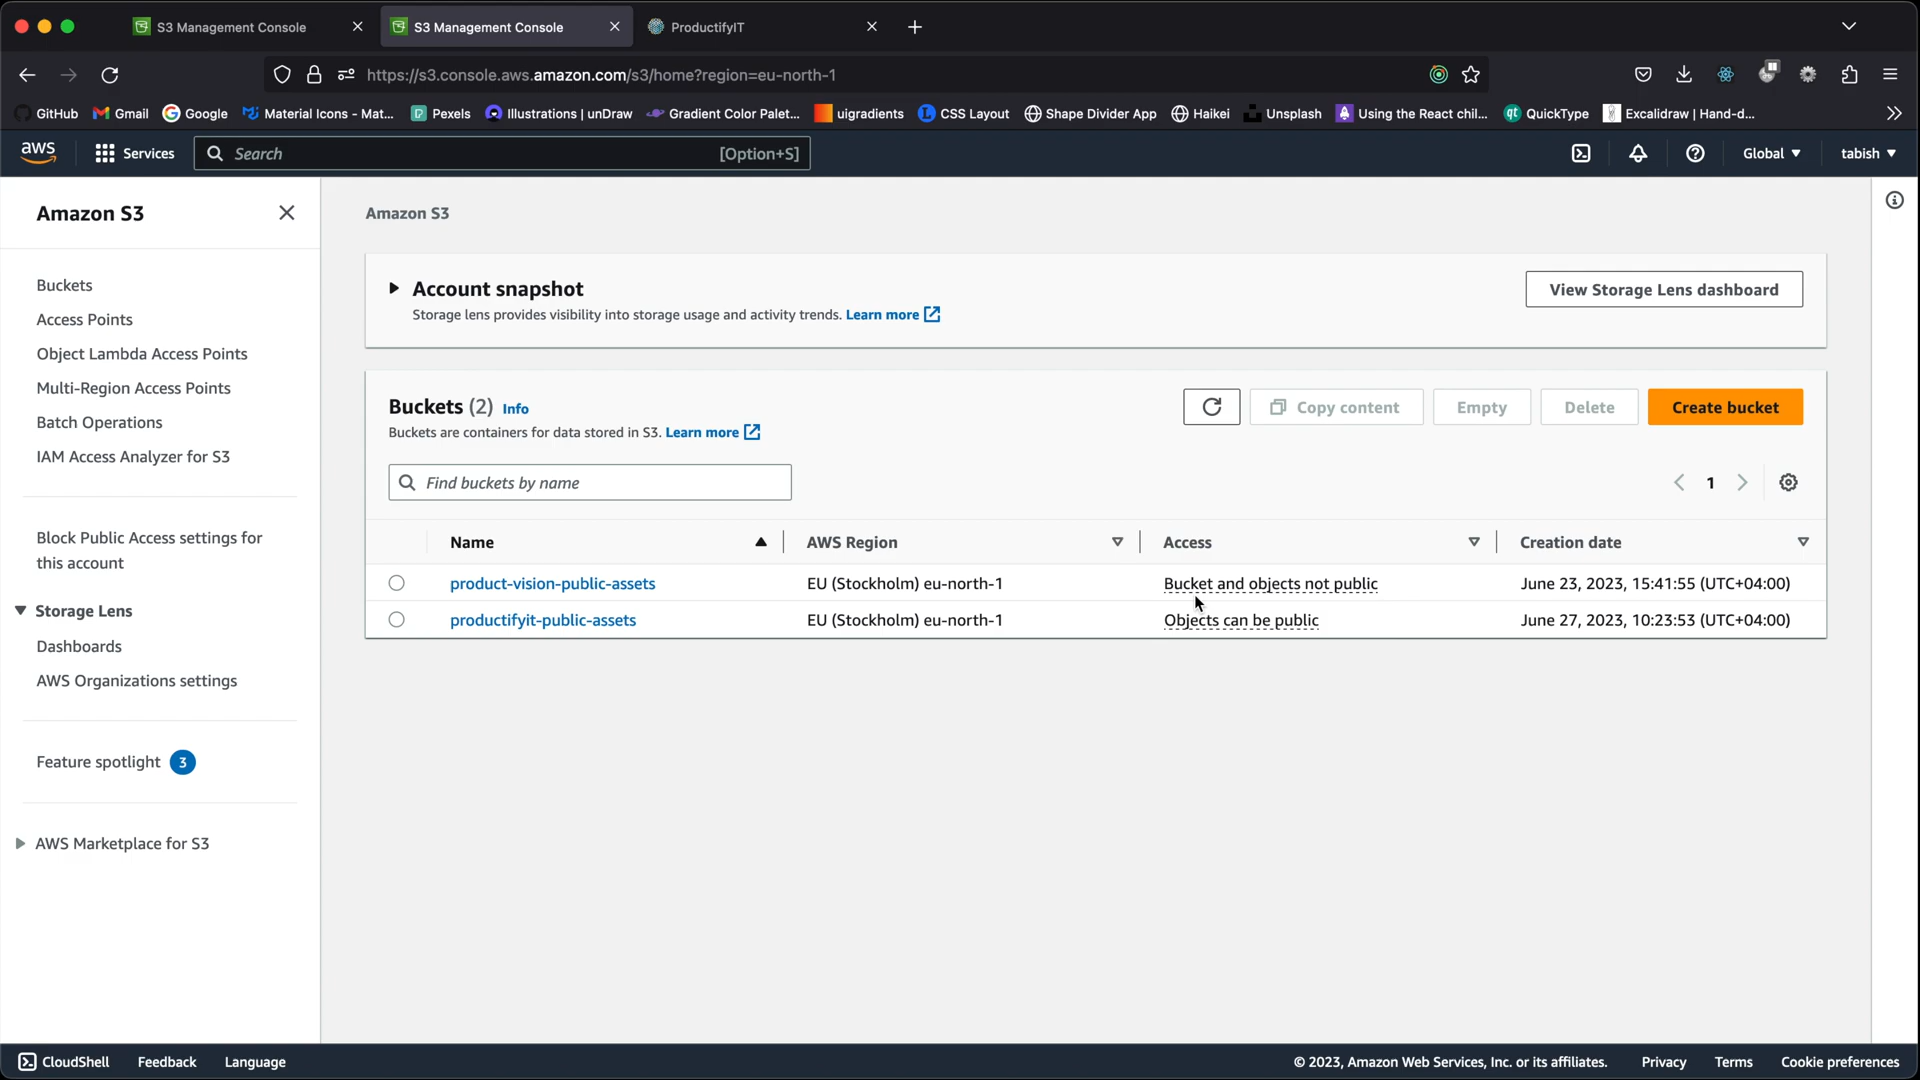 S3 Management Console
S3 Management Console
ProductifyIT
https://s3.console.aws.amazon.com/s3/home?region=eu-north-1
GitHub
Gmail
Google
Material Icons - Mat...
Pexels
Illustrations | unDraw
Gradient Color Palet...
uigradients
CSS Layout
Shape Divider App
Haikei
Unsplash
Using the React chil...
qt QuickType
Excalidraw | Hand-d...
aws
Services
Search
[Option+S]
Global
tabish
Amazon S3
Buckets
Access Points
Object Lambda Access Points
Multi-Region Access Points
Batch Operations
IAM Access Analyzer for S3
Block Public Access settings for
this account
Storage Lens
Dashboards
AWS Organizations settings
Feature spotlight 3
AWS Marketplace for S3
Amazon S3
Account snapshot
Storage lens provides visibility into storage usage and activity trends. Learn more
View Storage Lens dashboard
Buckets (2) Info
Buckets are containers for data stored in S3. Learn more
Copy content
Empty
Delete
Create bucket
Find buckets by name
1
Name AWS Region Access Creation date
product-vision-public-assets EU (Stockholm) eu-north-1 Bucket and objects not public June 23, 2023, 15:41:55 (UTC+04:00)
productifyit-public-assets EU (Stockholm) eu-north-1 Objects can be public June 27, 2023, 10:23:53 (UTC+04:00)
CloudShell Feedback Language
© 2023, Amazon Web Services, Inc. or its affiliates. Privacy Terms Cookie preferences